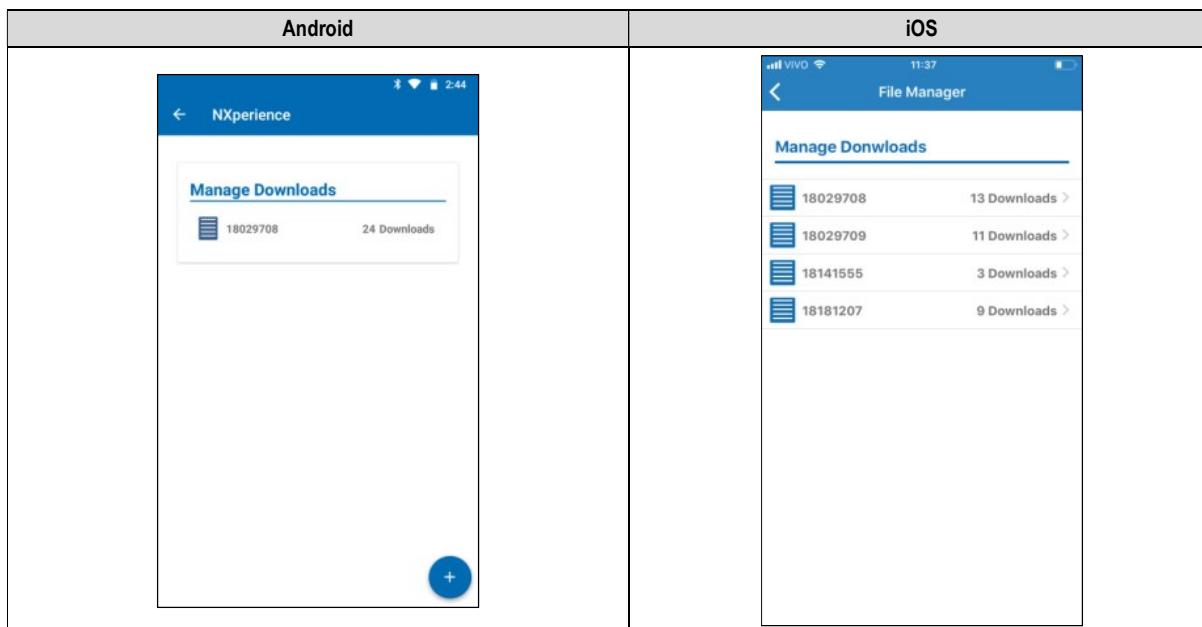 Android
iOS
2:44
NXperience
Manage Downloads
18029708 24 Downloads
+
VIVO 11:37
File Manager
Manage Donwloads
18029708 13 Downloads
18029709 11 Downloads
18141555 3 Downloads
18181207 9 Downloads